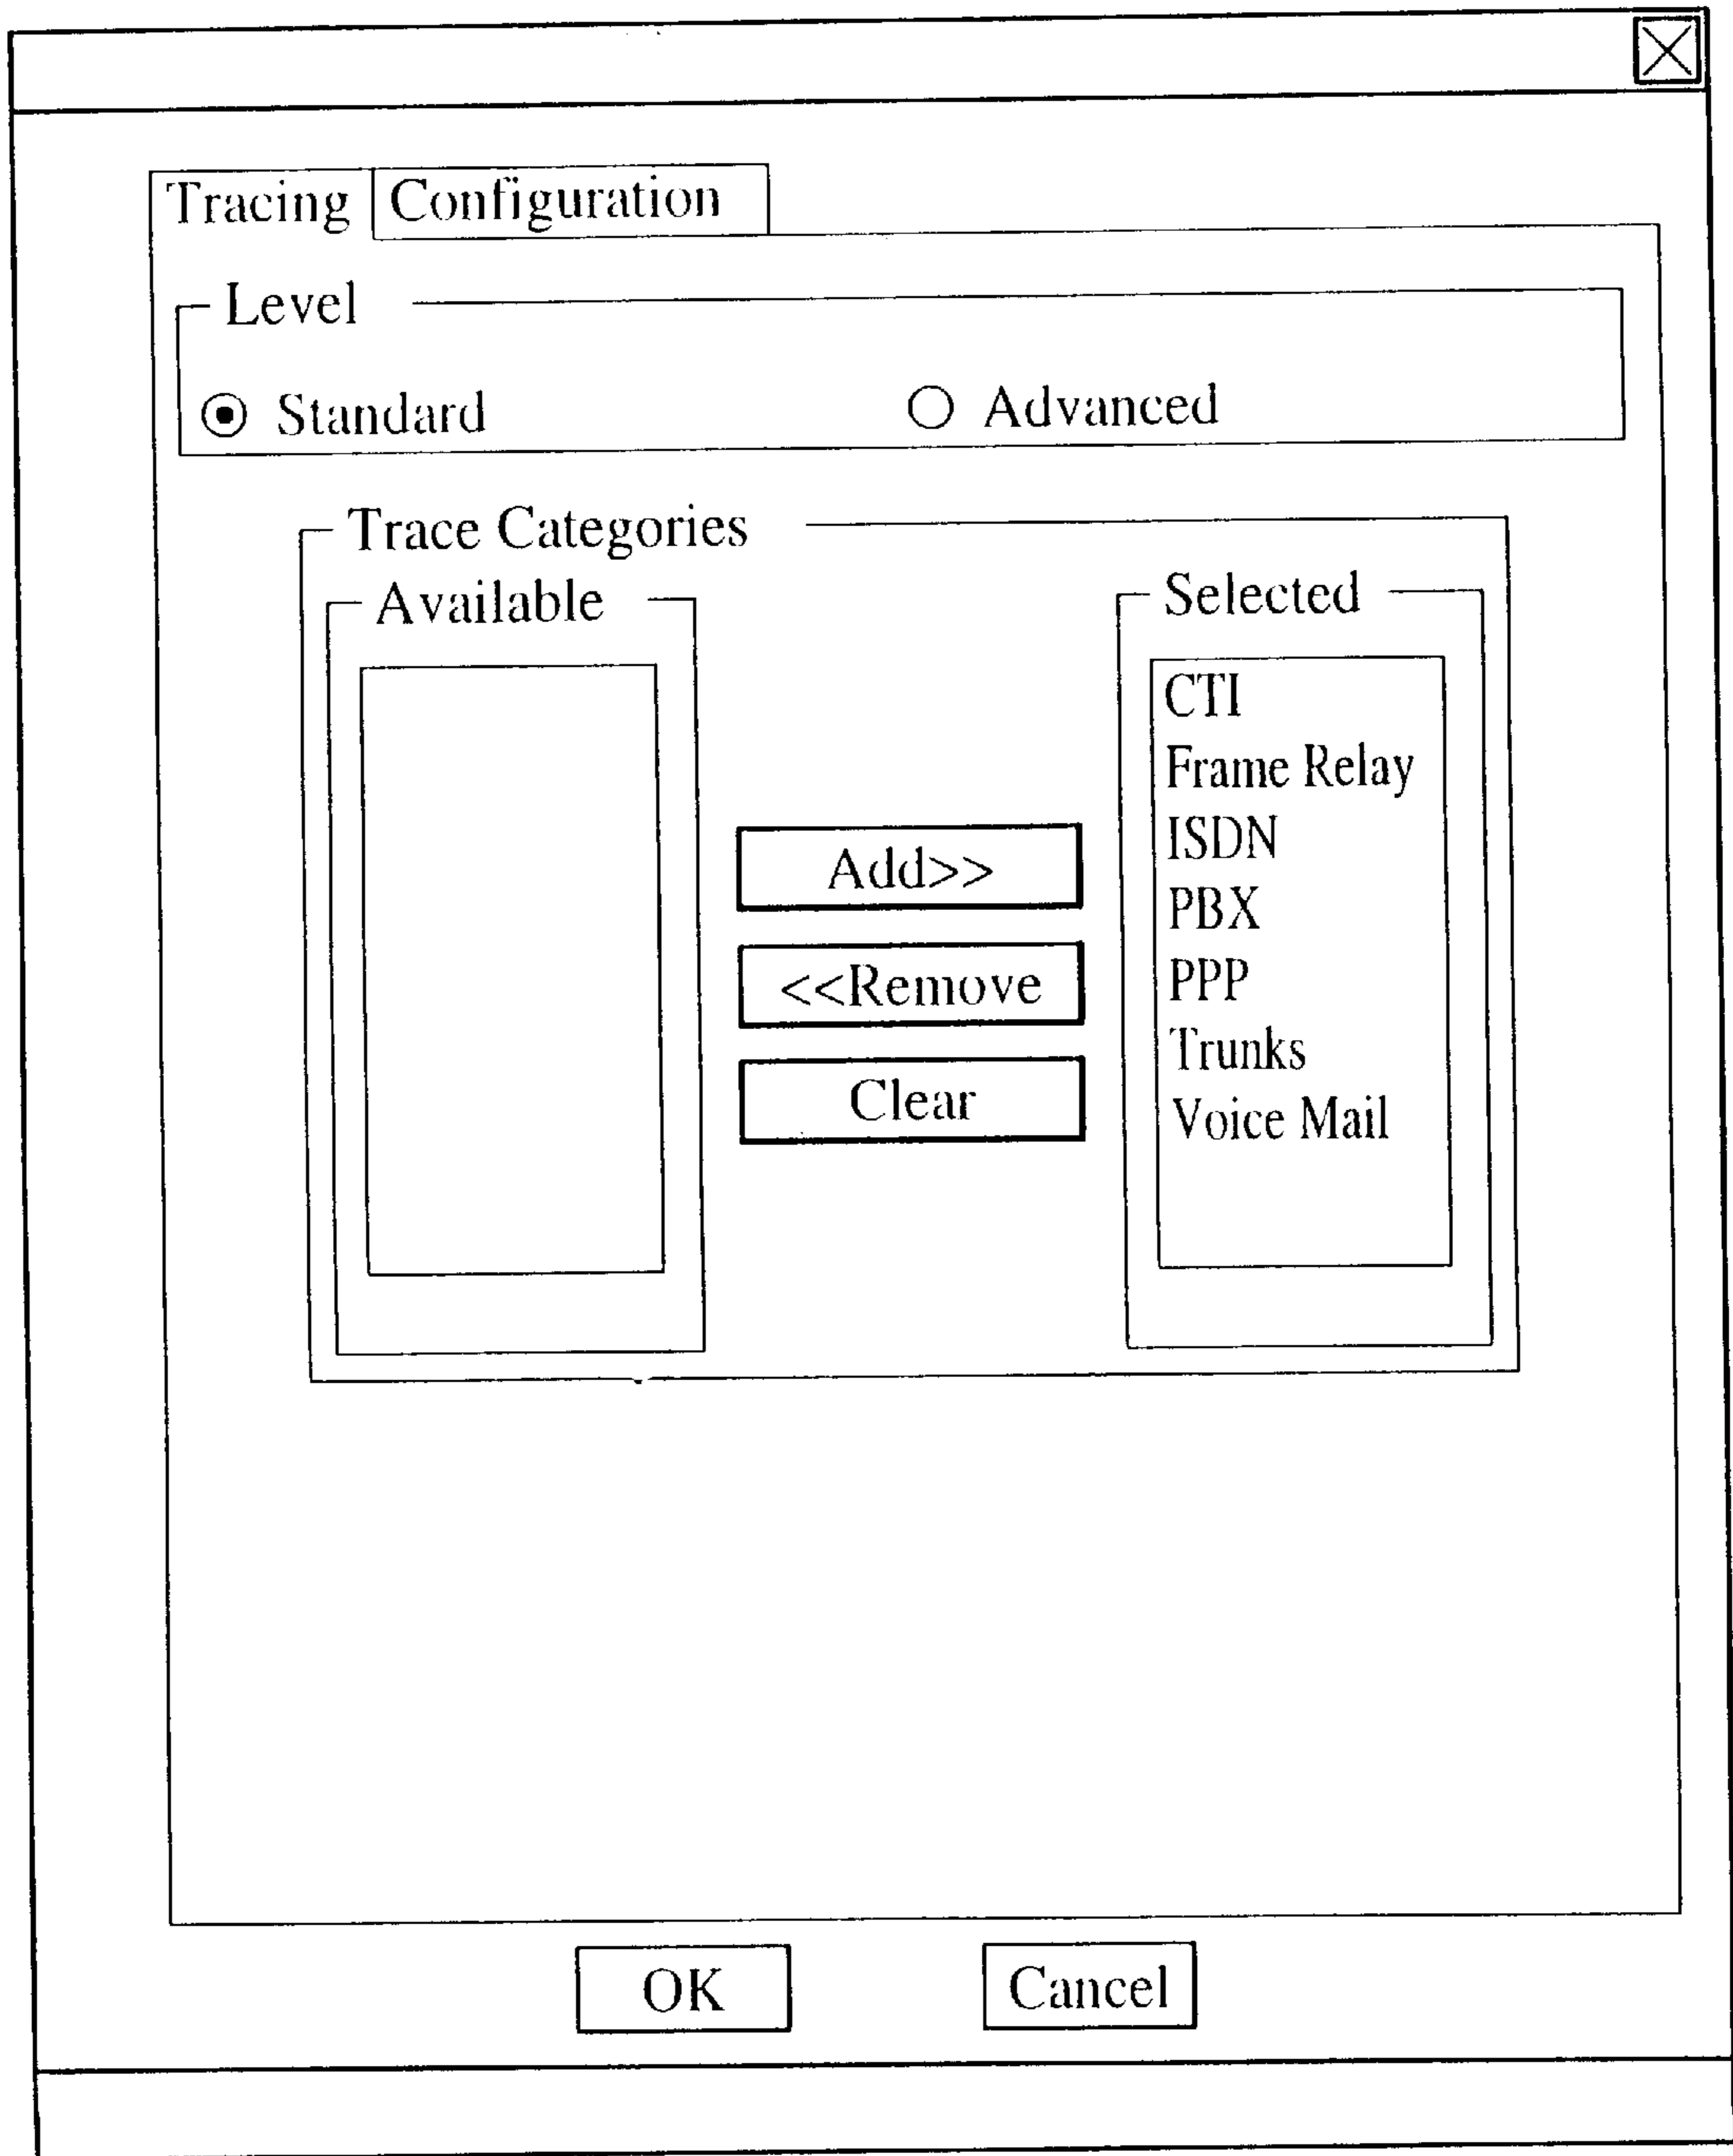 Tracing Configuration
Level
Standard Advanced
Trace Categories
Available
Selected
CTI
Frame Relay
ISDN
PBX
PPP
Trunks
Voice Mail
Add>>
<<Remove
Clear
OK Cancel